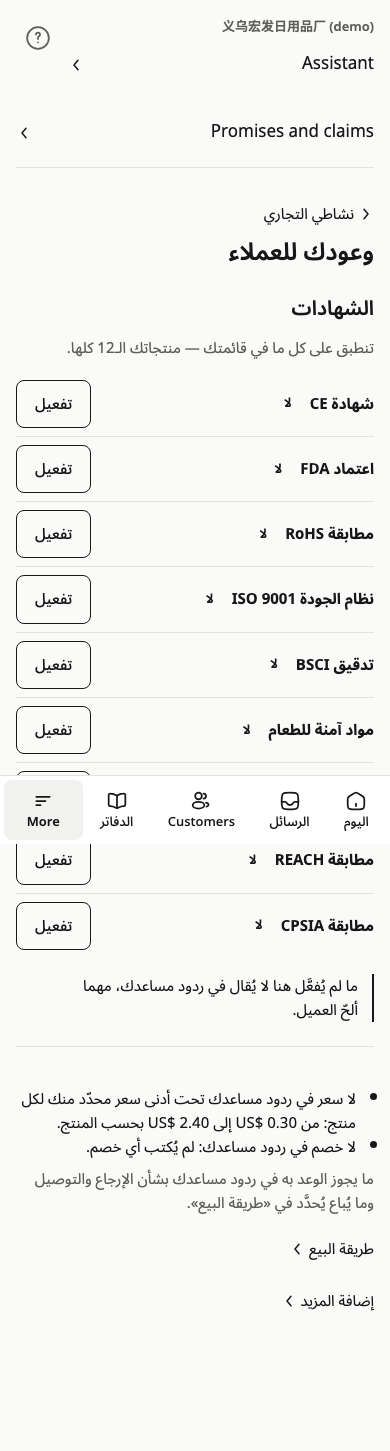 义乌宏发日用品厂 (demo)
Assistant
Promises and claims
نشاطي التجاري
وعودك للعملاء
الشهادات
تنطبق على كل ما في قائمتك — منتجاتك الـ12 كلها.
شهادة CE لا تفعيل
اعتماد FDA لا تفعيل
مطابقة RoHS لا تفعيل
نظام الجودة ISO 9001 لا تفعيل
تدقيق BSCI لا تفعيل
مواد آمنة للطعام لا تفعيل
اليوم الرسائل Customers الدفاتر More
مطابقة REACH لا تفعيل
مطابقة CPSIA لا تفعيل
ما لم يُفعَّل هنا لا يُقال في ردود مساعدك، مهما
ألحّ العميل.
لا سعر في ردود مساعدك تحت أدنى سعر محدّد منك لكل
منتج: من US$ 0.30 إلى US$ 2.40 بحسب المنتج.
لا خصم في ردود مساعدك: لم يُكتب أي خصم.
ما يجوز الوعد به في ردود مساعدك بشأن الإرجاع والتوصيل
وما يُباع يُحدَّد في «طريقة البيع».
طريقة البيع
إضافة المزيد